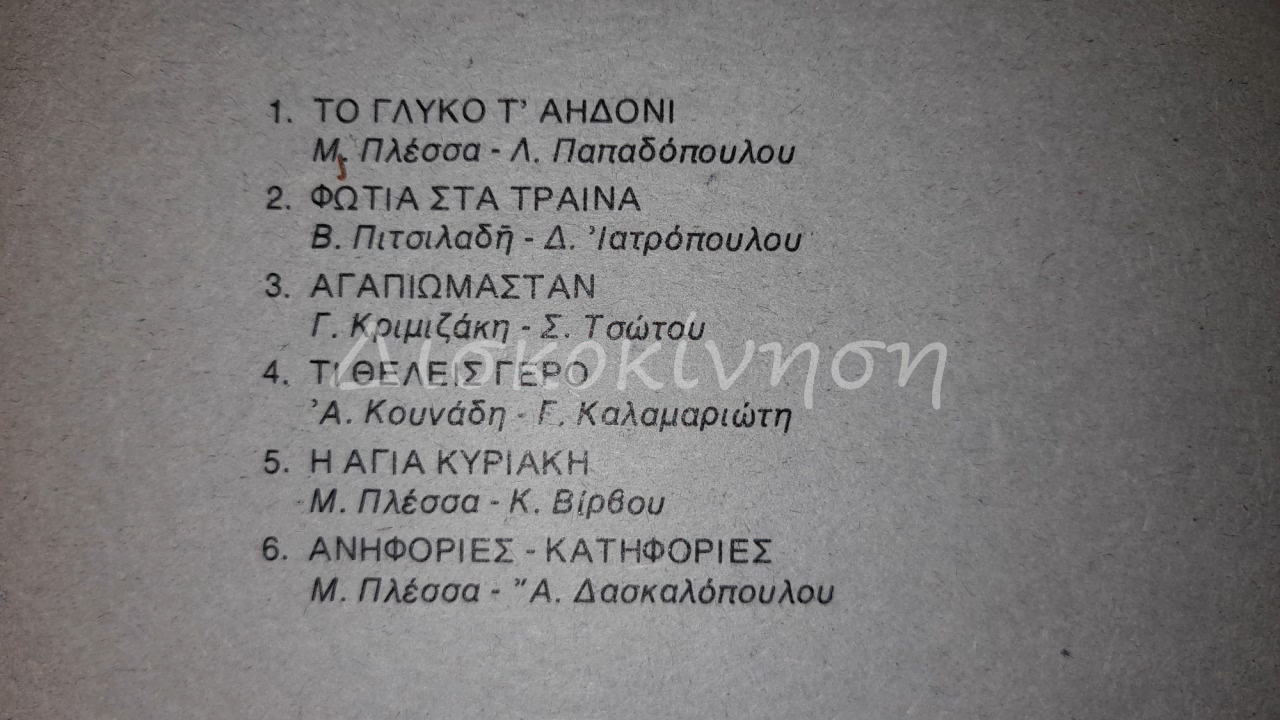 1. ΤΟ ΓΛΥΚΟ Τ' ΑΗΔΟΝΙ
Μ. Πλέσσα - Λ. Παπαδόπουλου
2. ΦΩΤΙΑ ΣΤΑ ΤΡΑΙΝΑ
Β. Πιτσιλαδῆ - Δ. Ἰατρόπουλου
3. ΑΓΑΠΙΩΜΑΣΤΑΝ
Γ. Κριμιζάκη - Σ. Τσώτου
Δισκοκίνηση
4. ΤΙ ΘΕΛΕΙΣ ΓΕΡΟ
Ἀ. Κουνάδη - Γ. Καλαμαριώτη
5. Η ΑΓΙΑ ΚΥΡΙΑΚΗ
Μ. Πλέσσα - Κ. Βίρβου
6. ΑΝΗΦΟΡΙΕΣ - ΚΑΤΗΦΟΡΙΕΣ
Μ. Πλέσσα - "Α. Δασκαλόπουλου